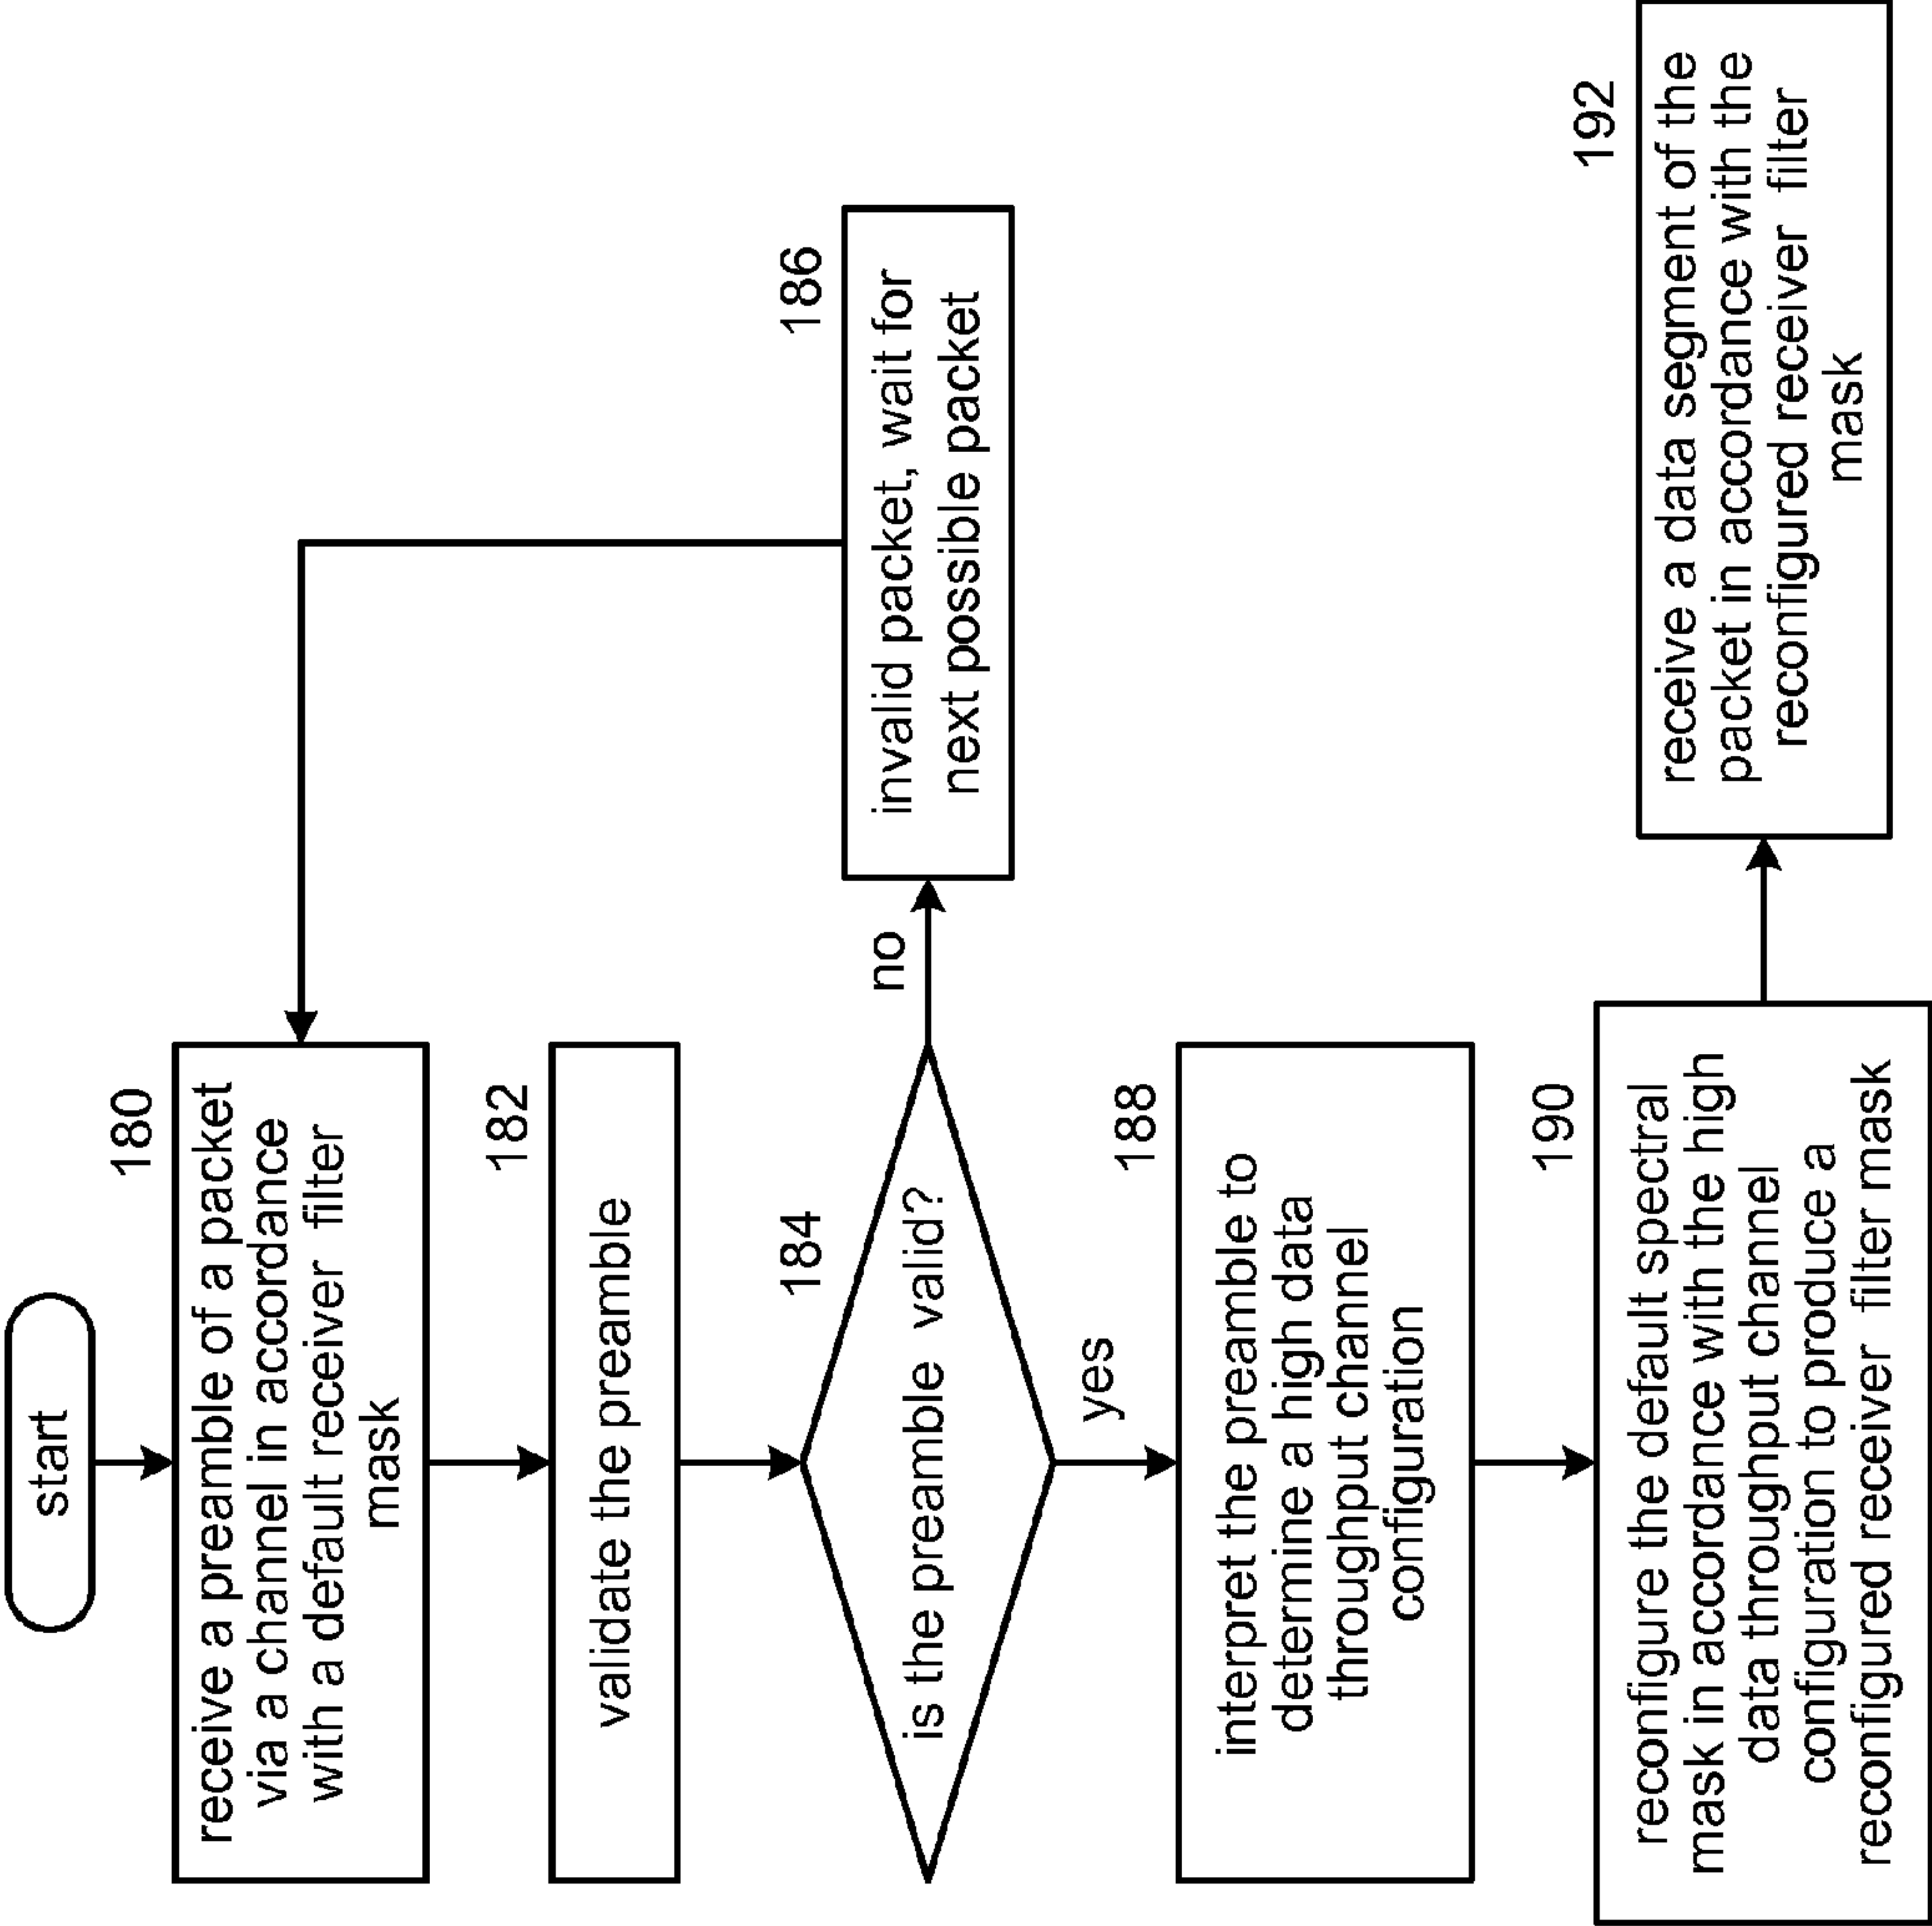 start
180
receive a preamble of a packet
via a channel in accordance
with a default receiver filter
mask
182
validate the preamble
184
is the preamble valid?
no
186
invalid packet, wait for
next possible packet
yes
188
interpret the preamble to
determine a high data
throughput channel
configuration
190
reconfigure the default spectral
mask in accordance with the high
data throughput channel
configuration to produce a
reconfigured receiver filter mask
192
receive a data segment of the
packet in accordance with the
reconfigured receiver filter
mask